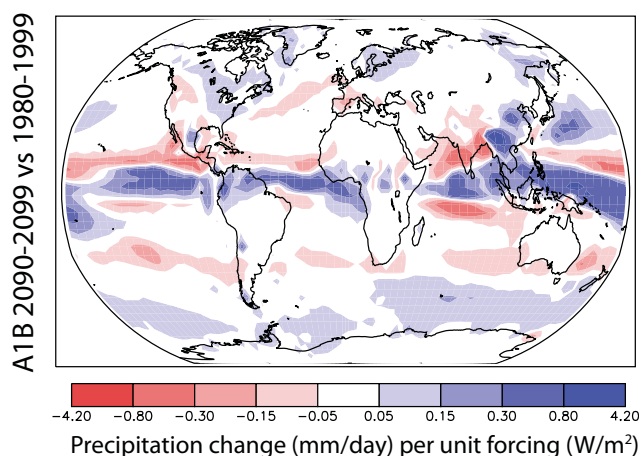 A1B 2090-2099 vs 1980-1999
−4.20 −0.80 −0.30 −0.15 −0.05 0.05 0.15 0.30 0.80 4.20
Precipitation change (mm/day) per unit forcing (W/m²)